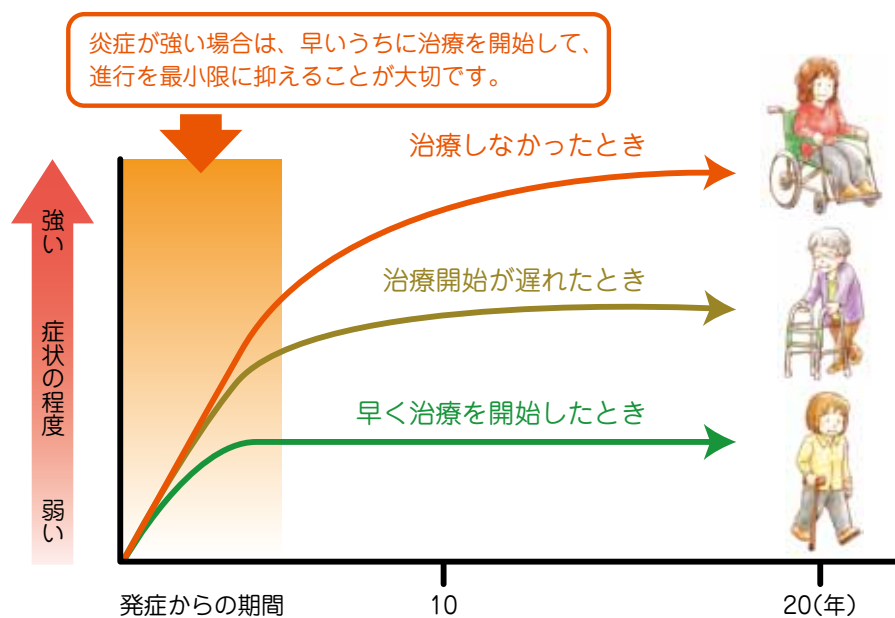 炎症が強い場合は、早いうちに治療を開始して、
進行を最小限に抑えることが大切です。
治療しなかったとき
治療開始が遅れたとき
早く治療を開始したとき
強い
症状の程度
弱い
発症からの期間
10
20(年)